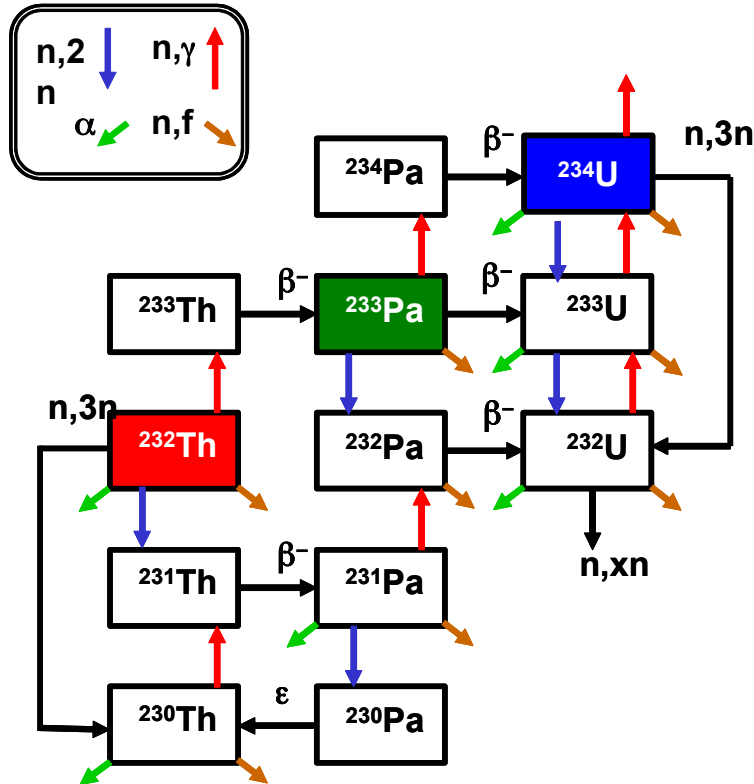 n,2 n,γ
n
α n,f
β⁻ n,3n
²³⁴Pa ²³⁴U
β⁻ β⁻
²³³Th ²³³Pa ²³³U
n,3n β⁻
²³²Th ²³²Pa ²³²U
β⁻
²³¹Th ²³¹Pa n,xn
ε
²³⁰Th ²³⁰Pa